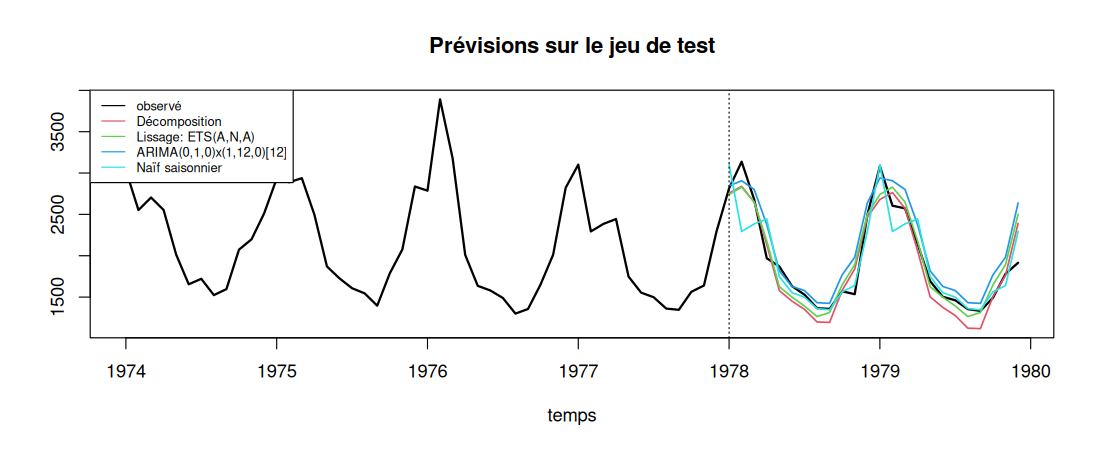 Prévisions sur le jeu de test
observé
Décomposition
Lissage: ETS(A,N,A)
ARIMA(0,1,0)x(1,12,0)[12]
Naïf saisonnier
3500
2500
1500
1974 1975 1976 1977 1978 1979 1980
temps